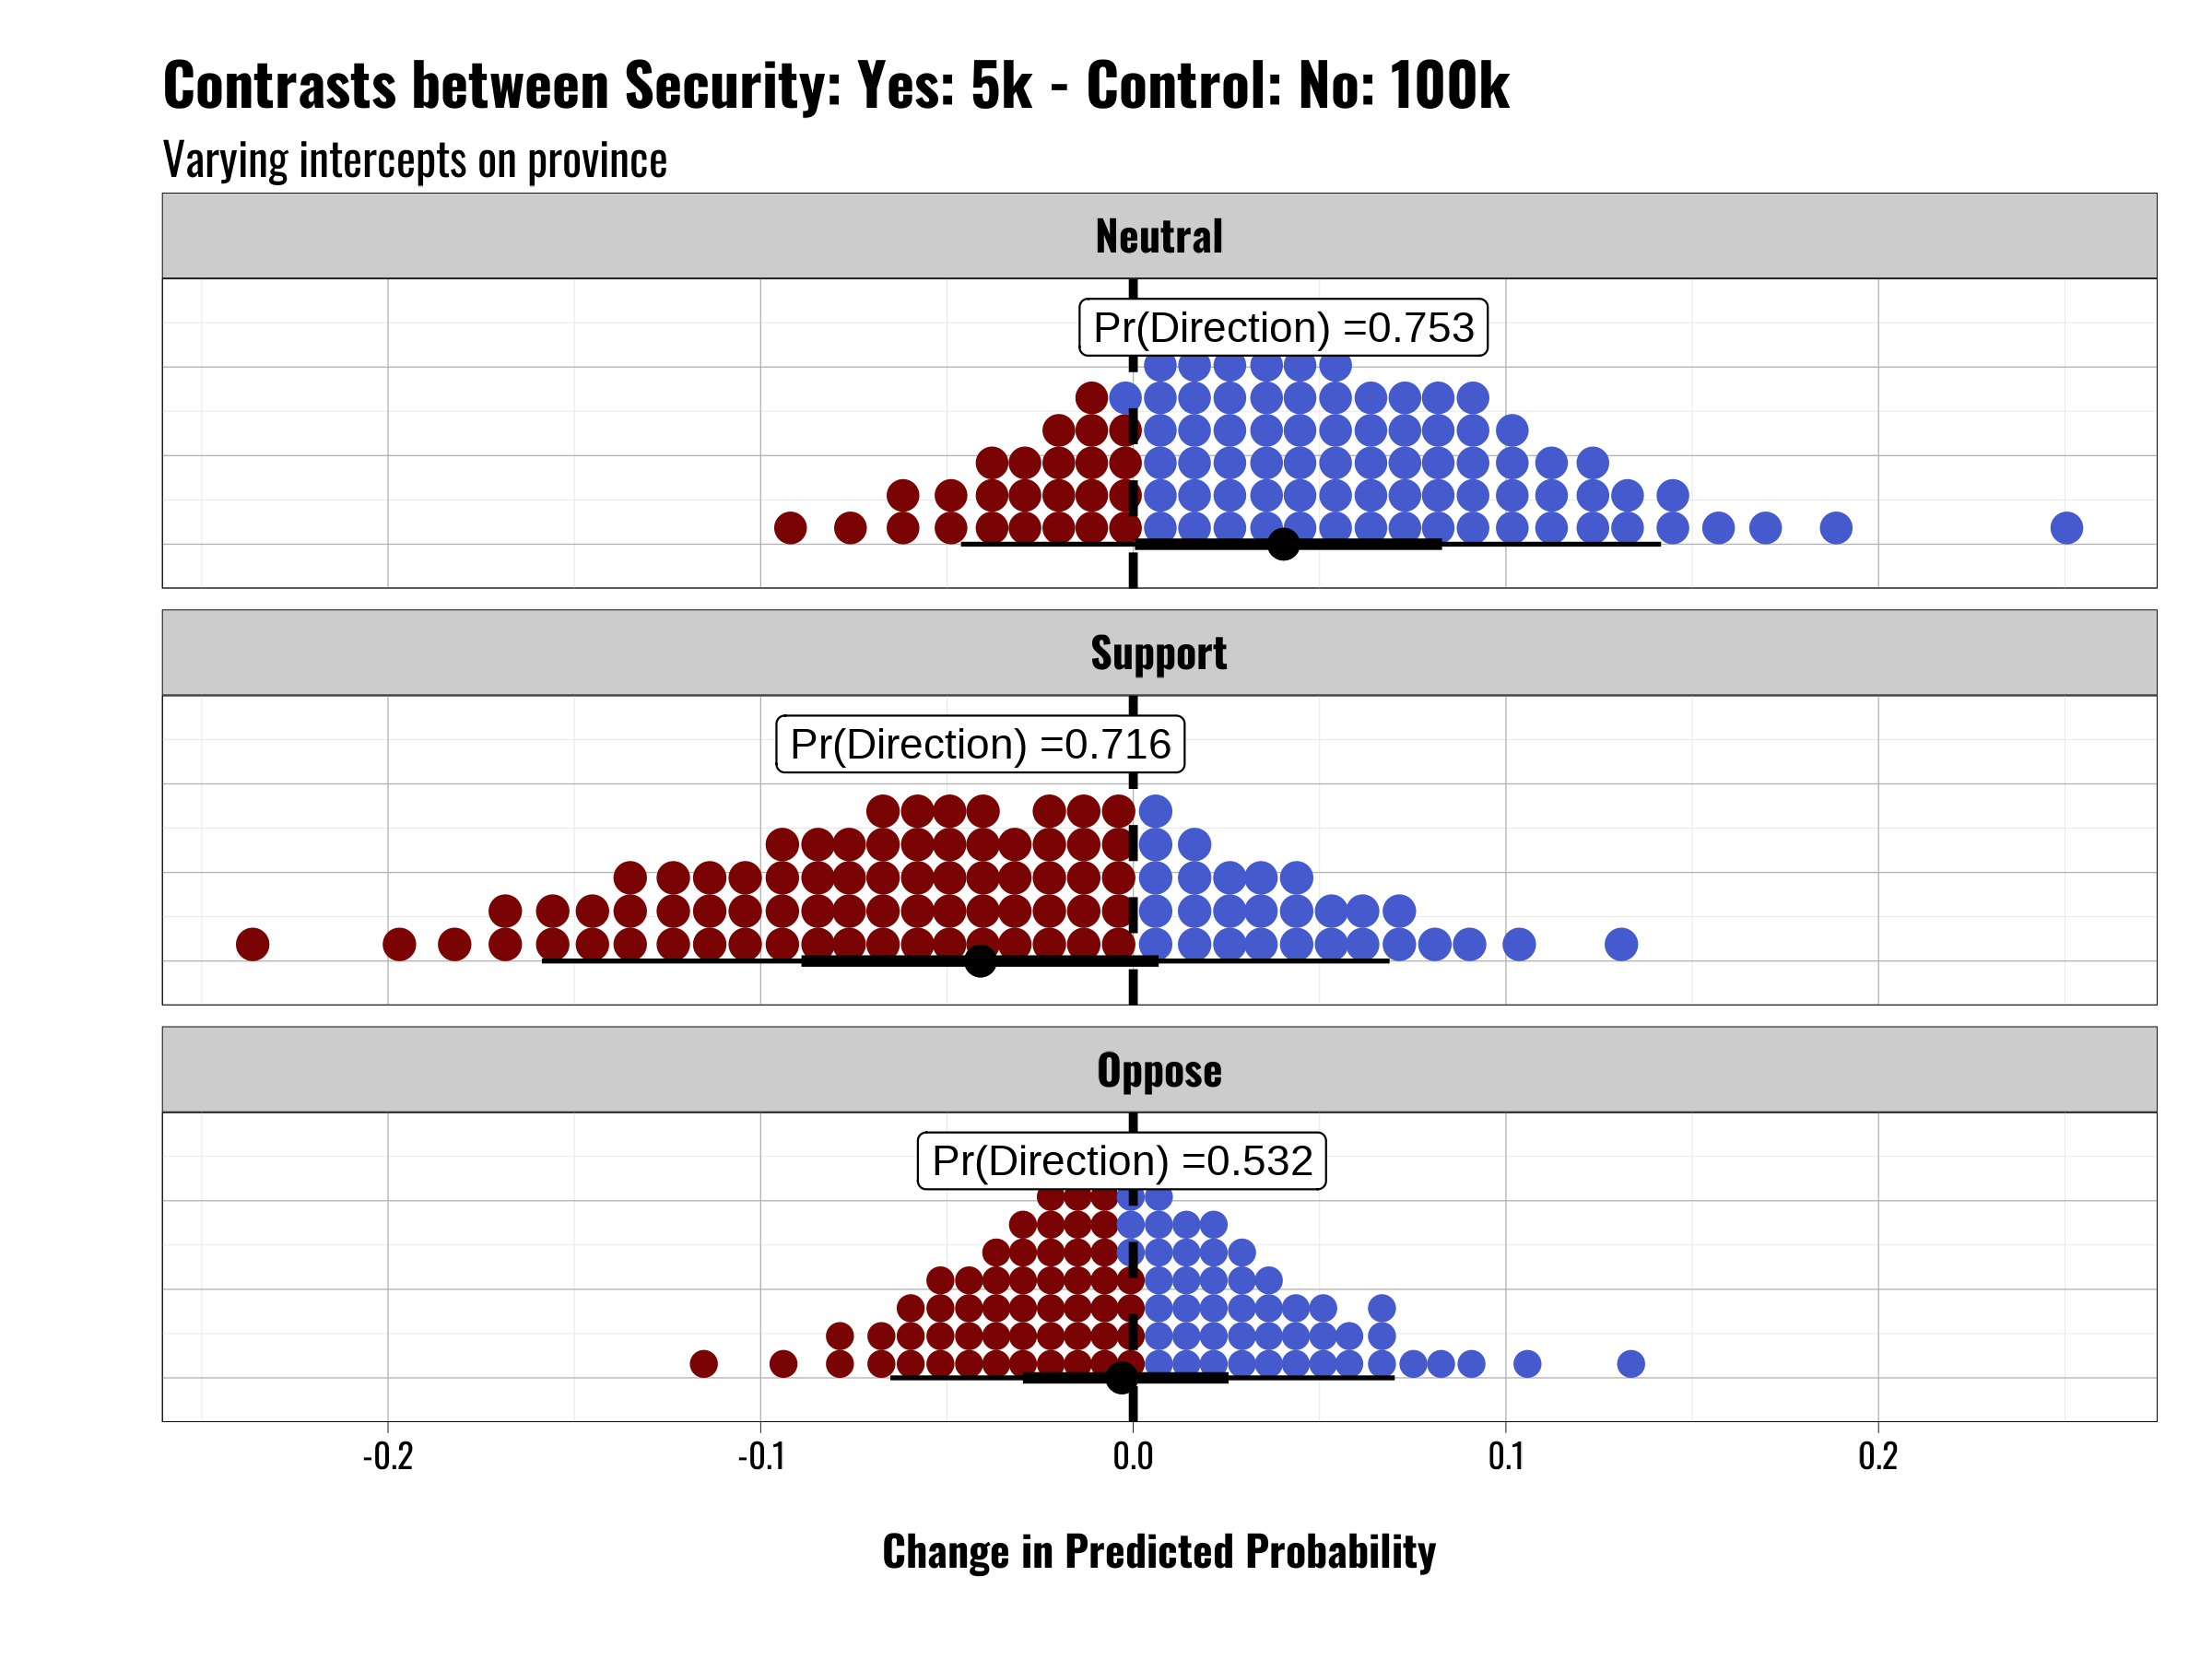 Contrasts between Security: Yes: 5k - Control: No: 100k
Varying intercepts on province
Neutral
Pr(Direction) =0.753
Support
Pr(Direction) =0.716
Oppose
Pr(Direction) =0.532
-0.2 -0.1 0.0 0.1 0.2
Change in Predicted Probability